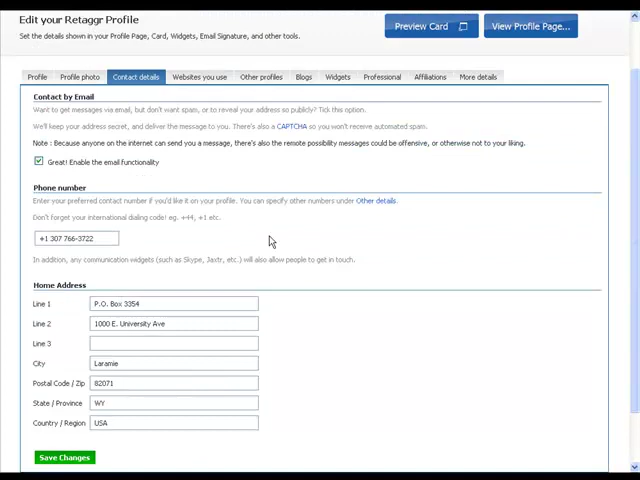 Edit your Retaggr Profile
Set the details shown in your Profile Page, Card, Widgets, Email Signature, and other tools.
Preview Card
View Profile Page...
Profile
Profile photo
Contact details
Websites you use
Other profiles
Blogs
Widgets
Professional
Affiliations
More details
Contact by Email
Want to get messages via email, but don't want spam, or to reveal your address so publicly? Tick this option.
We'll keep your address secret, and deliver the message to you. There's also a CAPTCHA so you won't receive automated spam.
Note : Because anyone on the internet can send you a message, there's also the remote possibility messages could be offensive, or otherwise not to your liking.
Great! Enable the email functionality
Phone number
Enter your preferred contact number if you'd like it on your profile. You can specify other numbers under Other details.
Don't forget your international dialing code! eg. +44, +1 etc.
+1 307 766-3722
In addition, any communication widgets (such as Skype, Jaxtr, etc.) will also allow people to get in touch.
Home Address
Line 1 P.O. Box 3354
Line 2 1000 E. University Ave
Line 3
City Laramie
Postal Code / Zip 82071
State / Province WY
Country / Region USA
Save Changes